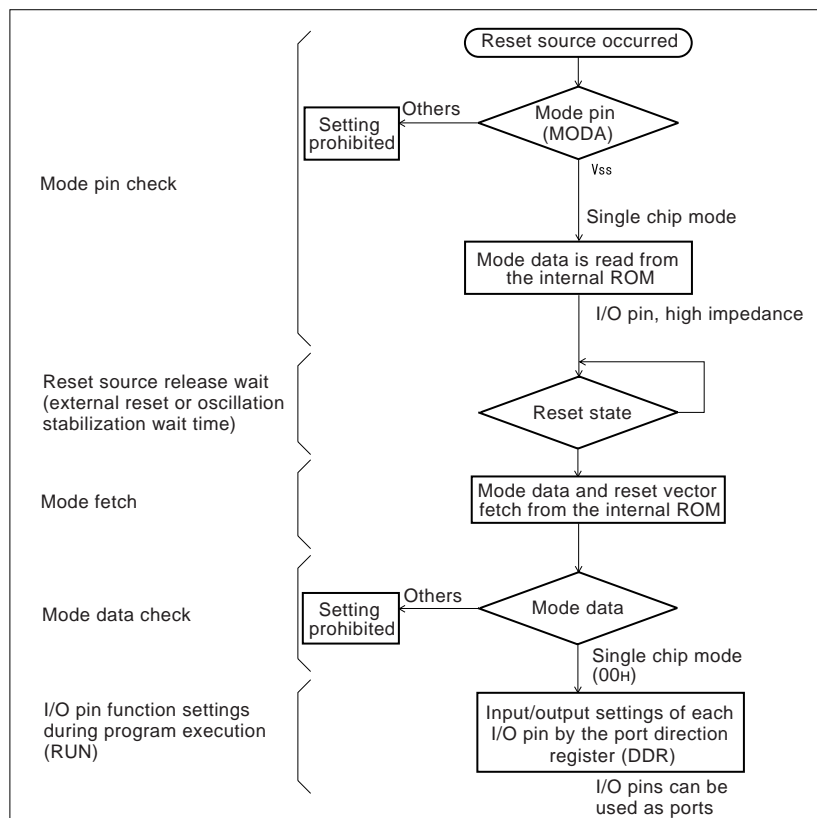 Reset source occurred
Others
Mode pin
(MODA)
Setting
prohibited
Vss
Mode pin check
Single chip mode
Mode data is read from
the internal ROM
I/O pin, high impedance
Reset source release wait
(external reset or oscillation
stabilization wait time)
Reset state
Mode fetch
Mode data and reset vector
fetch from the internal ROM
Mode data check
Others
Setting
prohibited
Mode data
Single chip mode
(00H)
I/O pin function settings
during program execution
(RUN)
Input/output settings of each
I/O pin by the port direction
register (DDR)
I/O pins can be
used as ports